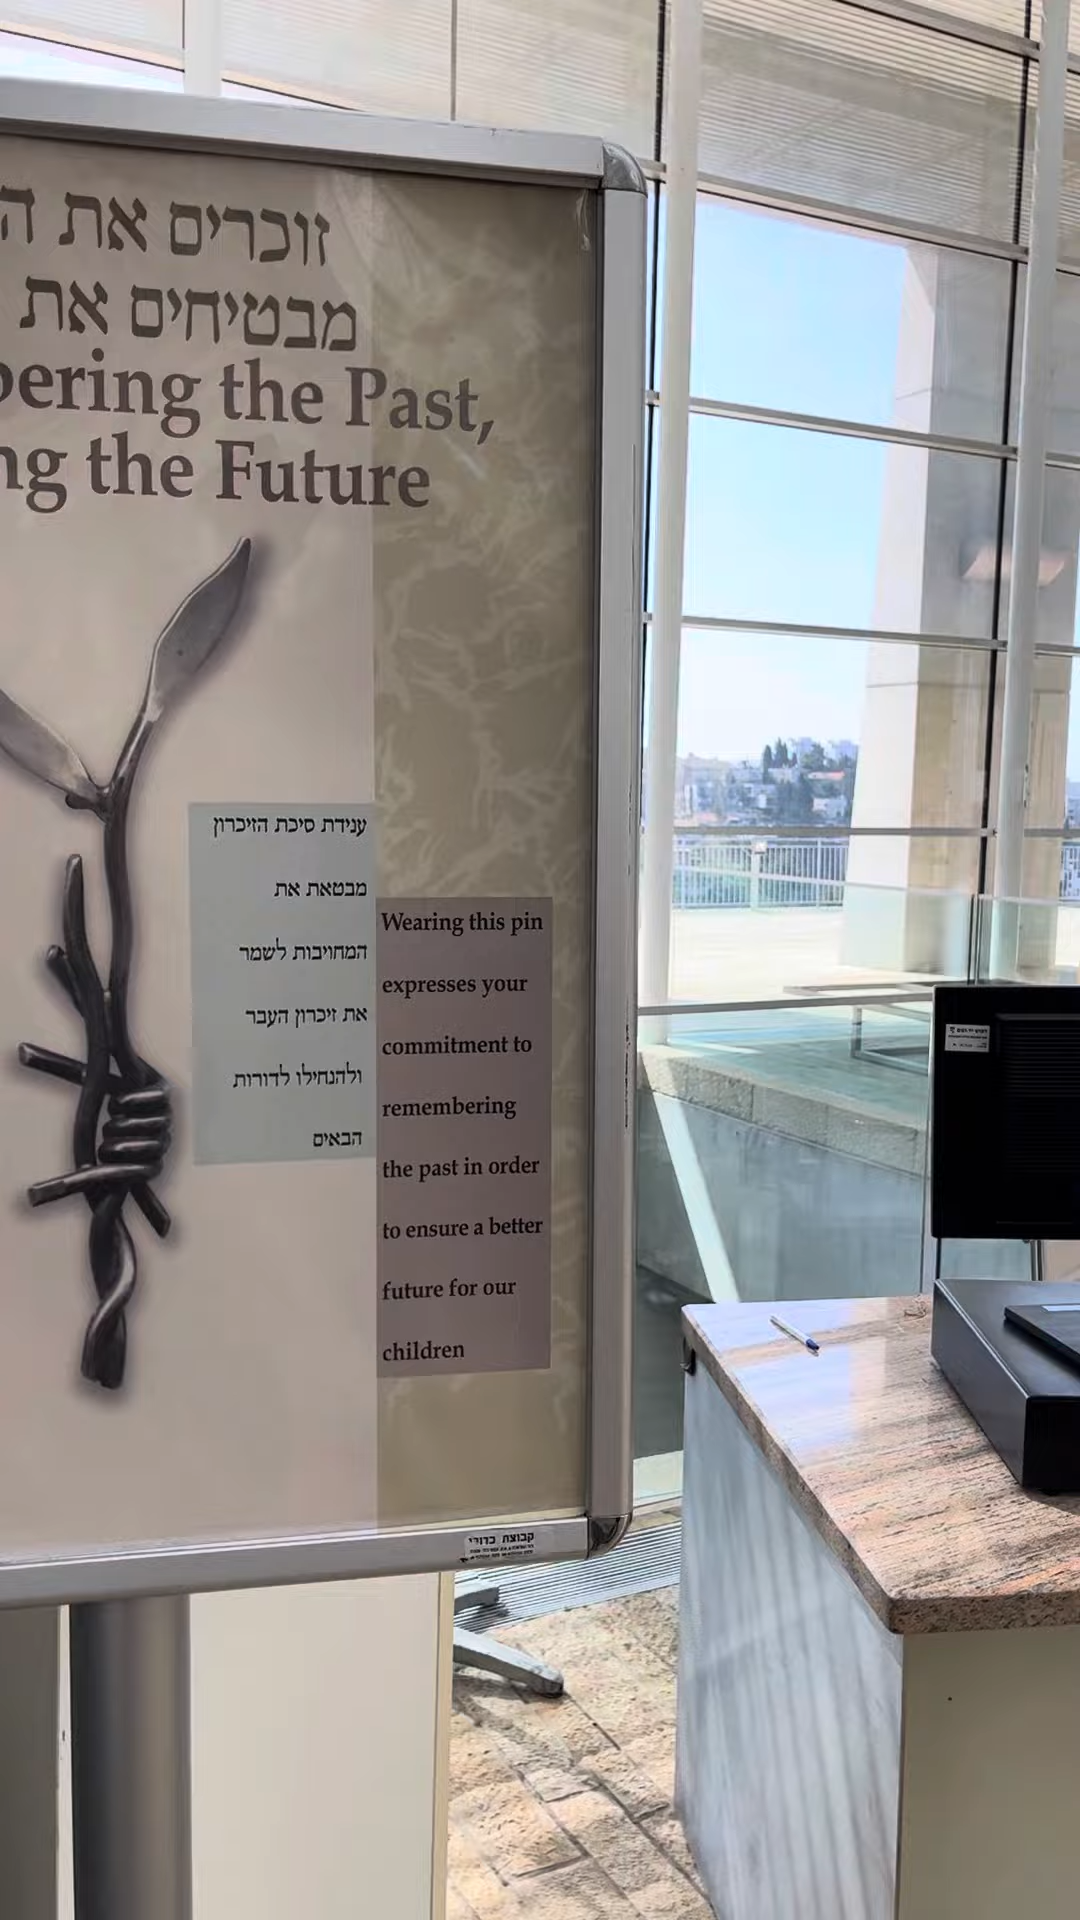 זוכרים את ה
מבטיחים את
bering the Past,
ng the Future
ענידת סיכת הזיכרון
מבטאת את
המחויבות לשמר
את זיכרון העבר
ולהנחילו לדורות
הבאים
Wearing this pin
expresses your
commitment to
remembering
the past in order
to ensure a better
future for our
children
קבוצת כדורי